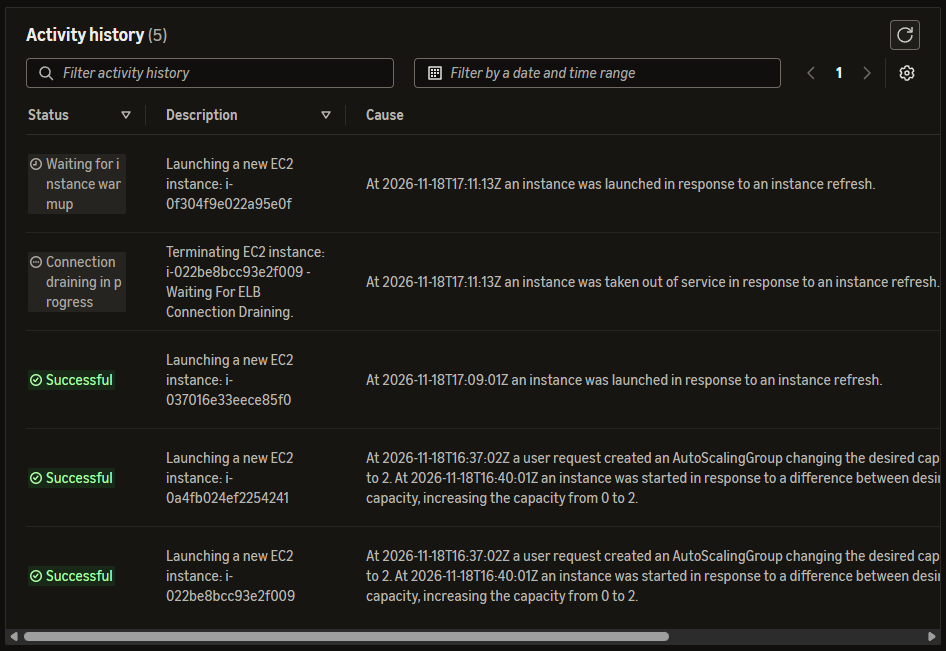 Activity history (5)
Filter activity history
Filter by a date and time range
1
Status
Description
Cause
Waiting for i
nstance war
mup
Launching a new EC2
instance: i-
0f304f9e022a95e0f
At 2026-11-18T17:11:13Z an instance was launched in response to an instance refresh.
Connection
draining in p
rogress
Terminating EC2 instance:
i-022be8bcc93e2f009 -
Waiting For ELB
Connection Draining.
At 2026-11-18T17:11:13Z an instance was taken out of service in response to an instance refresh.
Successful
Launching a new EC2
instance: i-
037016e33eece85f0
At 2026-11-18T17:09:01Z an instance was launched in response to an instance refresh.
Successful
Launching a new EC2
instance: i-
0a4fb024ef2254241
At 2026-11-18T16:37:02Z a user request created an AutoScalingGroup changing the desired cap
to 2. At 2026-11-18T16:40:01Z an instance was started in response to a difference between desir
capacity, increasing the capacity from 0 to 2.
Successful
Launching a new EC2
instance: i-
022be8bcc93e2f009
At 2026-11-18T16:37:02Z a user request created an AutoScalingGroup changing the desired cap
to 2. At 2026-11-18T16:40:01Z an instance was started in response to a difference between desir
capacity, increasing the capacity from 0 to 2.